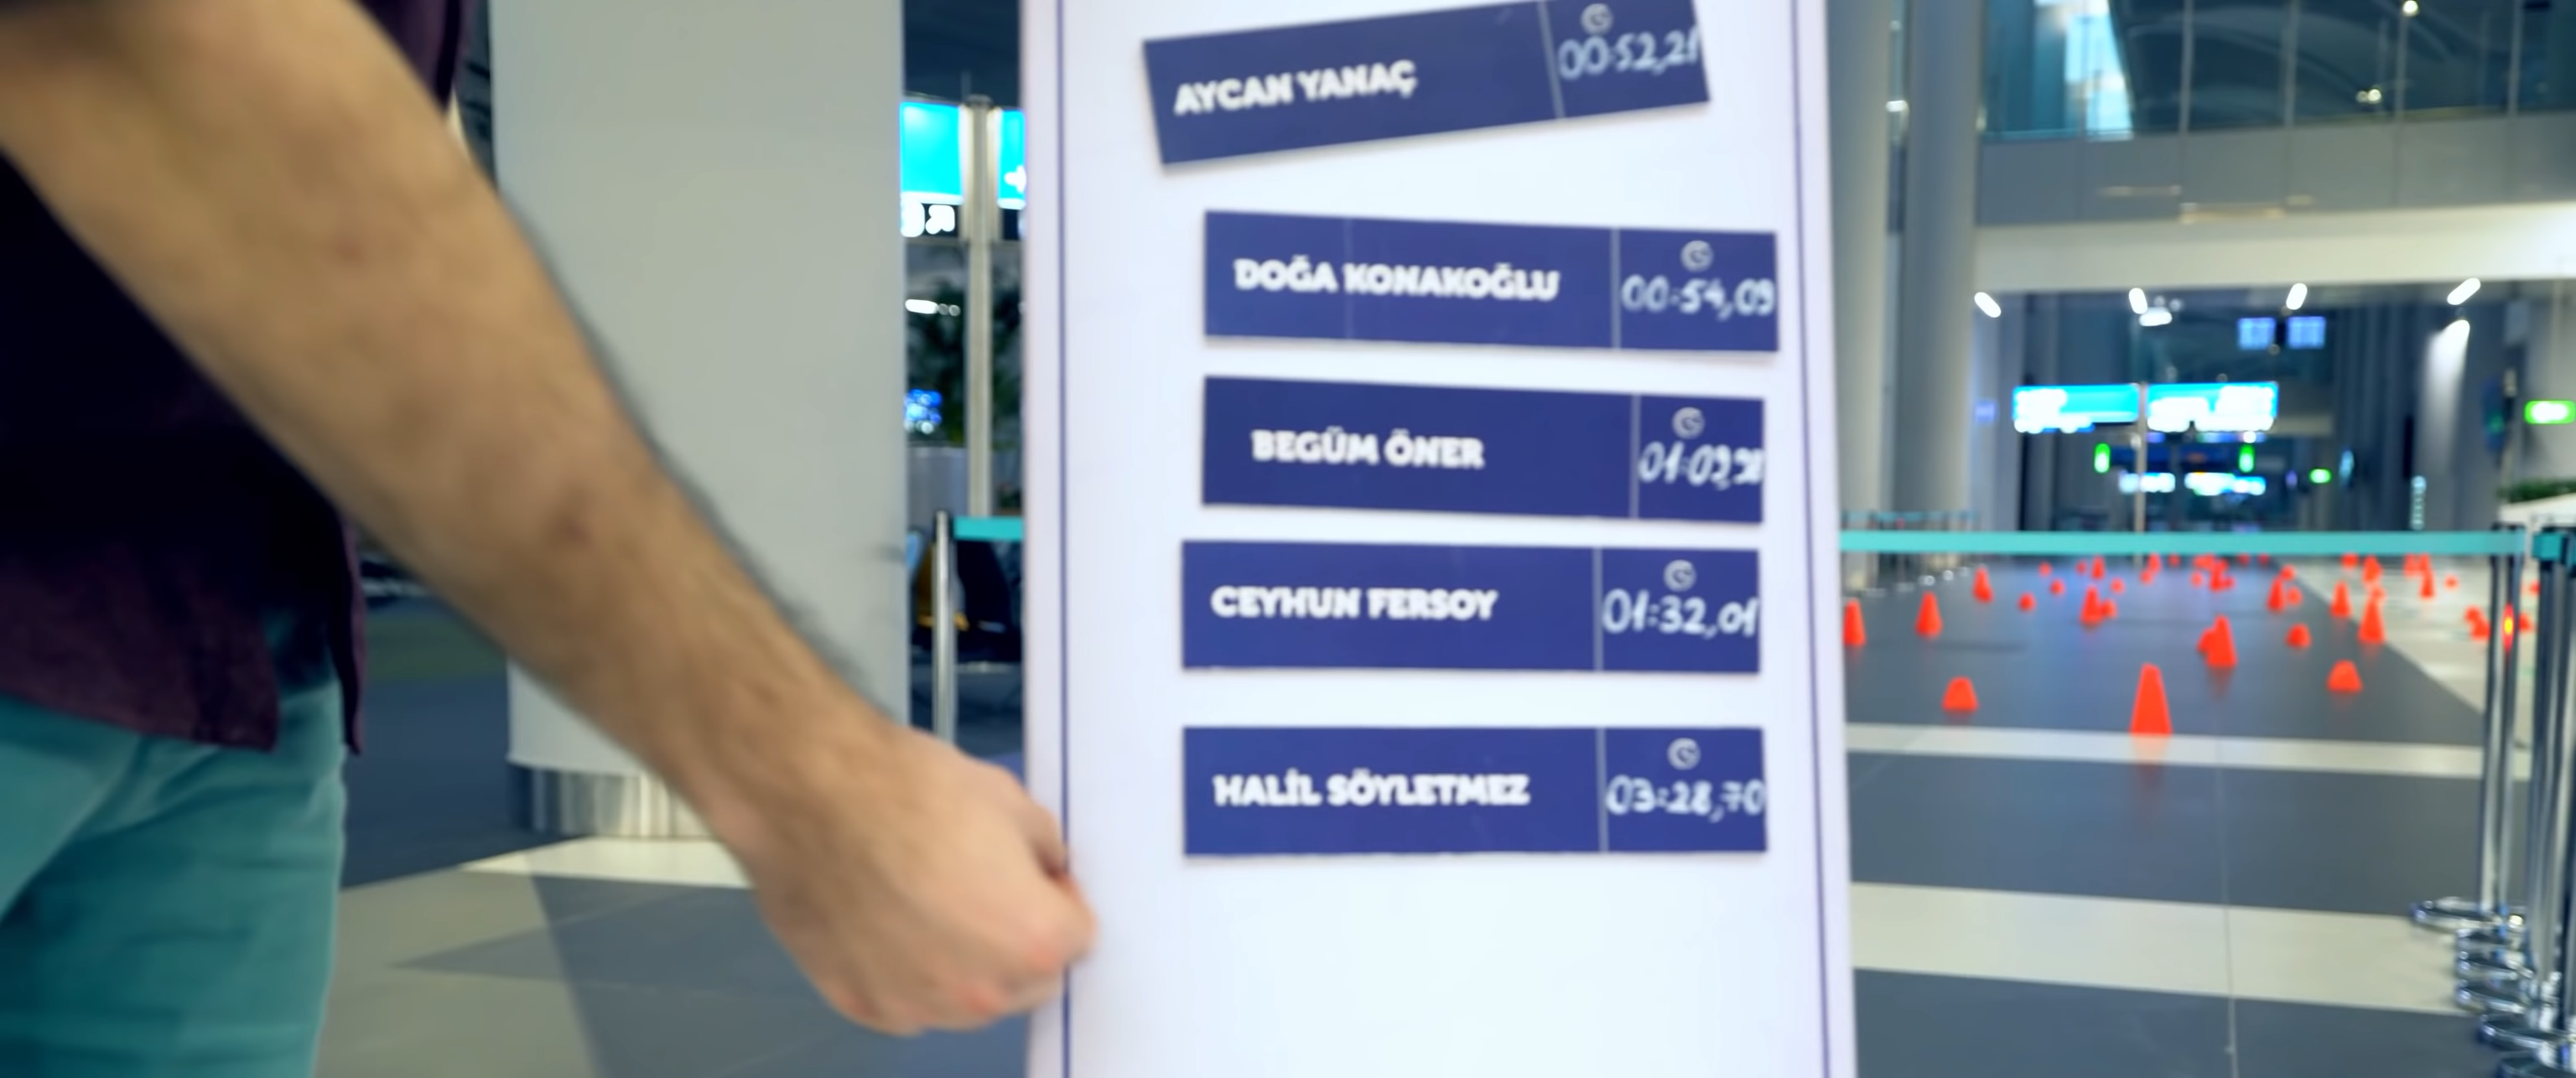 AYCAN YANAÇ 00:52,21
DOĞA KONAKOĞLU 00:54,09
BEGÜM ÖNER
CEYHUN FERSOY 01:32,01
HALİL SÖYLETMEZ 03:28,70